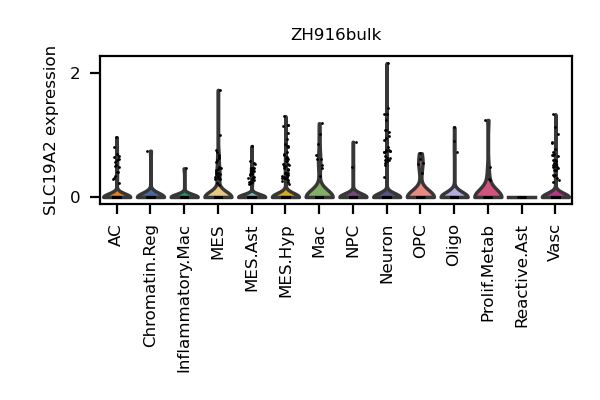 ZH916bulk
SLC19A2 expression
2
0
AC
Chromatin.Reg
Inflammatory.Mac
MES
MES.Ast
MES.Hyp
Mac
NPC
Neuron
OPC
Oligo
Prolif.Metab
Reactive.Ast
Vasc